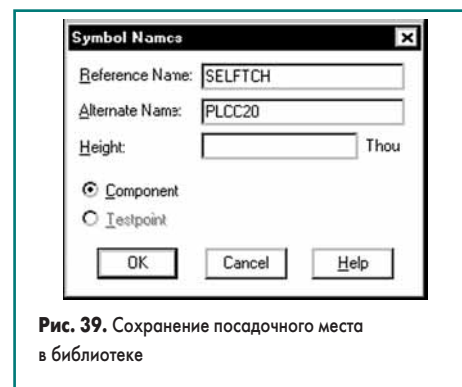 Symbol Names
Reference Name: SELFTCH
Alternate Name: PLCC20
Height: Thou
Component
Testpoint
OK Cancel Help
Рис. 39. Сохранение посадочного места
в библиотеке